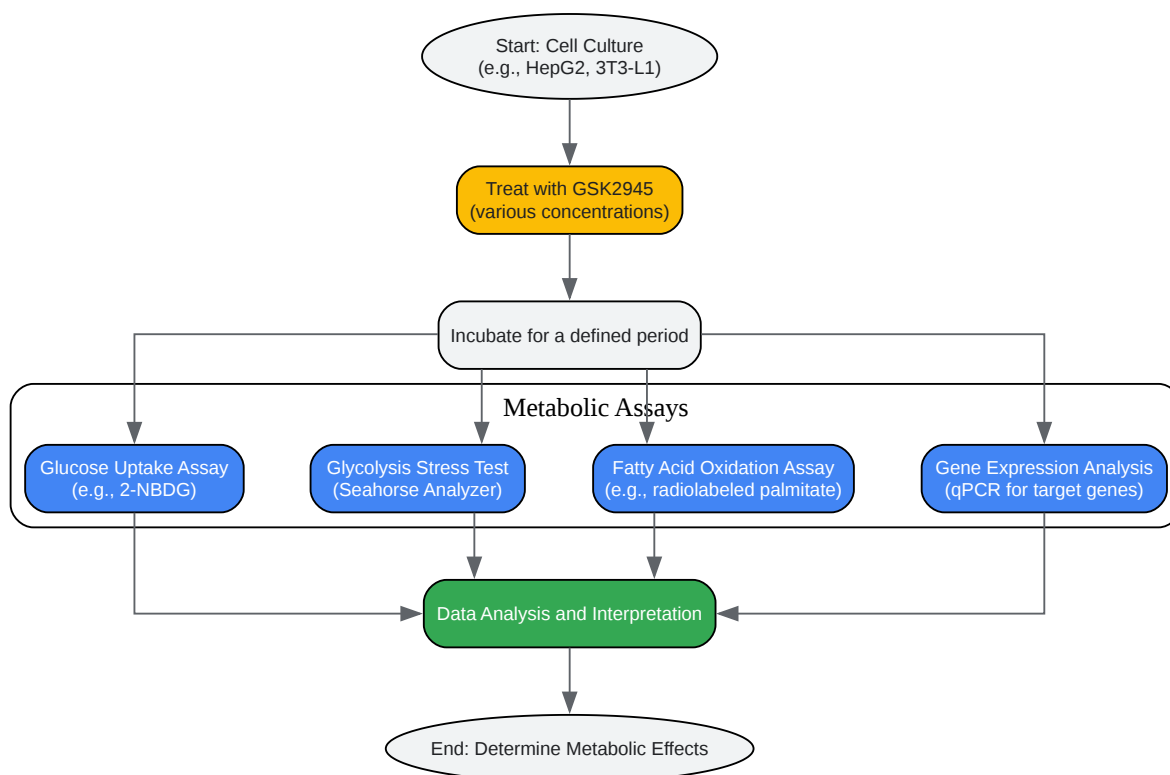 Start: Cell Culture
(e.g., HepG2, 3T3-L1)
Treat with GSK2945
(various concentrations)
Incubate for a defined period
Metabolic Assays
Glucose Uptake Assay
(e.g., 2-NBDG)
Glycolysis Stress Test
(Seahorse Analyzer)
Fatty Acid Oxidation Assay
(e.g., radiolabeled palmitate)
Gene Expression Analysis
(qPCR for target genes)
Data Analysis and Interpretation
End: Determine Metabolic Effects